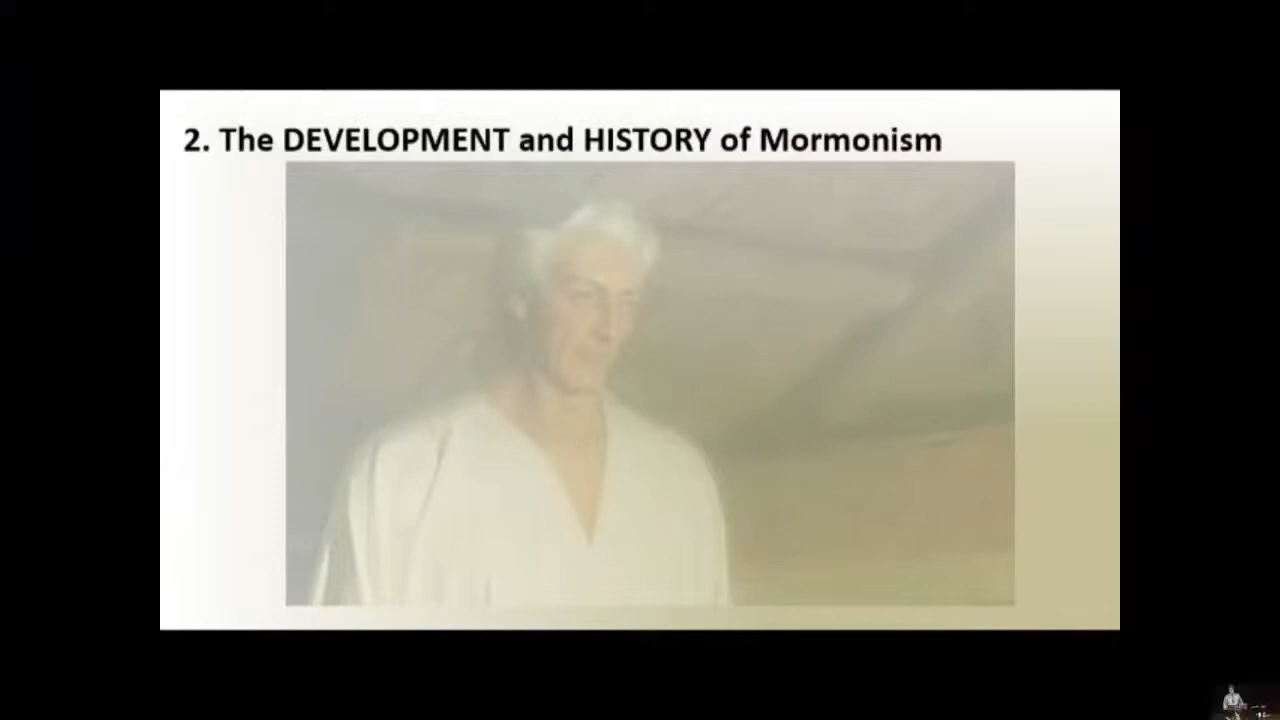 2. The DEVELOPMENT and HISTORY of Mormonism